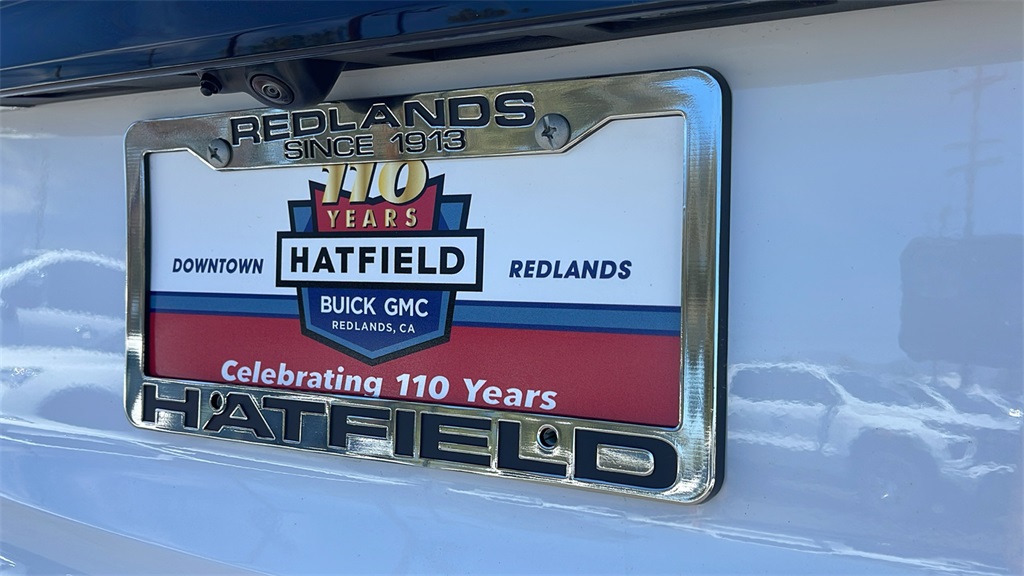 REDLANDS
SINCE 1913
110
YEARS
DOWNTOWN HATFIELD REDLANDS
BUICK GMC
REDLANDS, CA
Celebrating 110 Years
HATFIELD